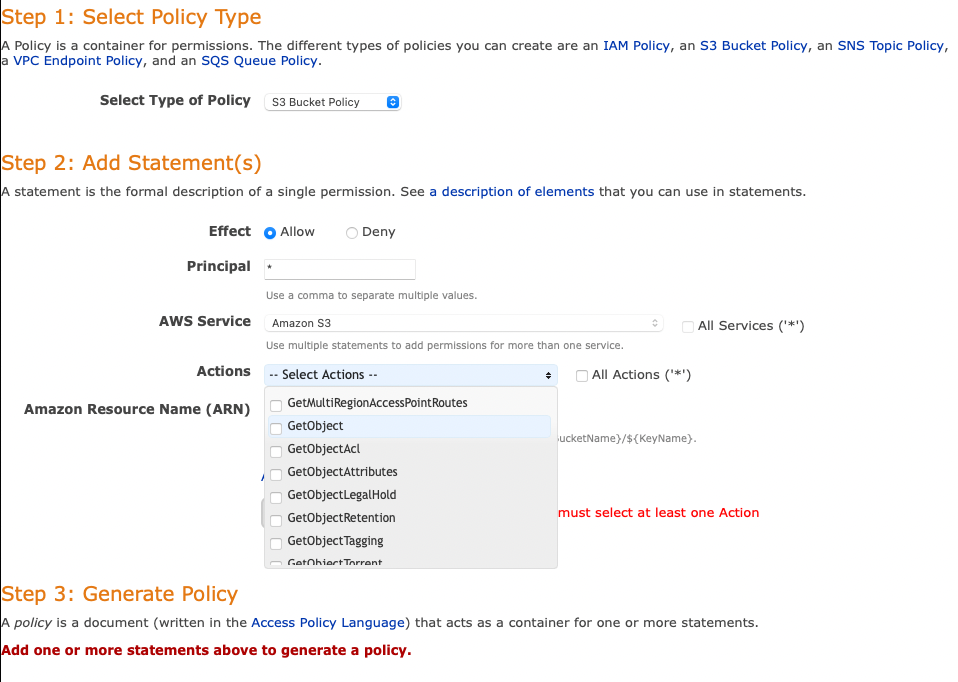 Step 1: Select Policy Type
A Policy is a container for permissions. The different types of policies you can create are an IAM Policy, an S3 Bucket Policy, an SNS Topic Policy,
a VPC Endpoint Policy, and an SQS Queue Policy.
Select Type of Policy S3 Bucket Policy
Step 2: Add Statement(s)
A statement is the formal description of a single permission. See a description of elements that you can use in statements.
Effect Allow Deny
Principal *
Use a comma to separate multiple values.
AWS Service Amazon S3 All Services ('*')
Use multiple statements to add permissions for more than one service.
Actions -- Select Actions -- All Actions ('*')
GetMultiRegionAccessPointRoutes
Amazon Resource Name (ARN)
GetObject
ucketName}/${KeyName}.
GetObjectAcl
GetObjectAttributes
GetObjectLegalHold
GetObjectRetention must select at least one Action
GetObjectTagging
GetObjectTorrent
Step 3: Generate Policy
A policy is a document (written in the Access Policy Language) that acts as a container for one or more statements.
Add one or more statements above to generate a policy.